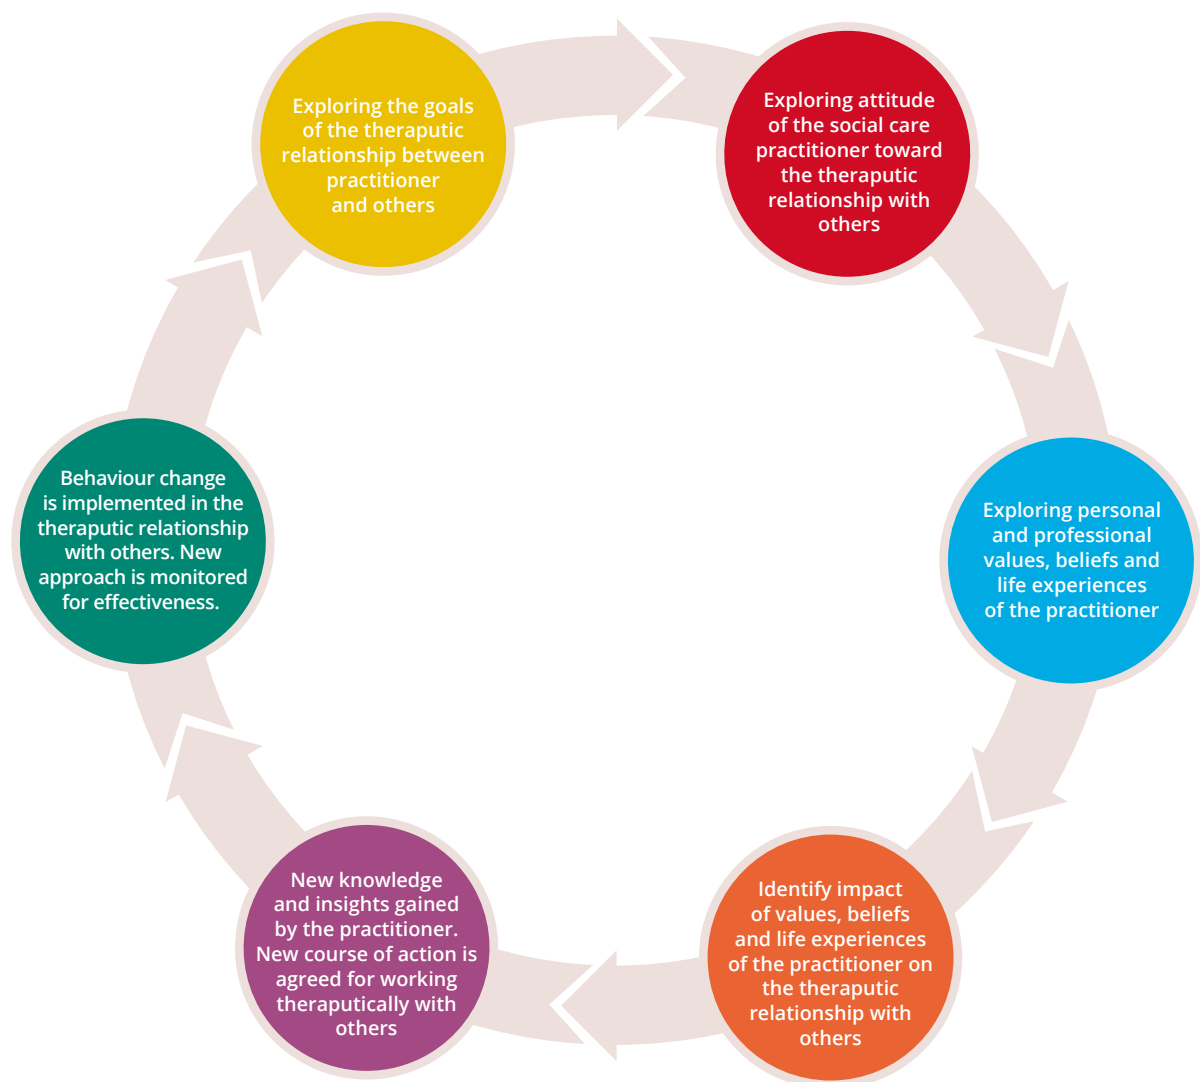 Exploring the goals
of the theraputic
relationship between
practitioner
and others
Exploring attitude
of the social care
practitioner toward
the theraputic
relationship with
others
Exploring personal
and professional
values, beliefs and
life experiences
of the practitioner
Identify impact
of values, beliefs
and life experiences
of the practitioner on
the theraputic
relationship with
others
New knowledge
and insights gained
by the practitioner.
New course of action is
agreed for working
theraputically with
others
Behaviour change
is implemented in the
theraputic relationship
with others. New
approach is monitored
for effectiveness.